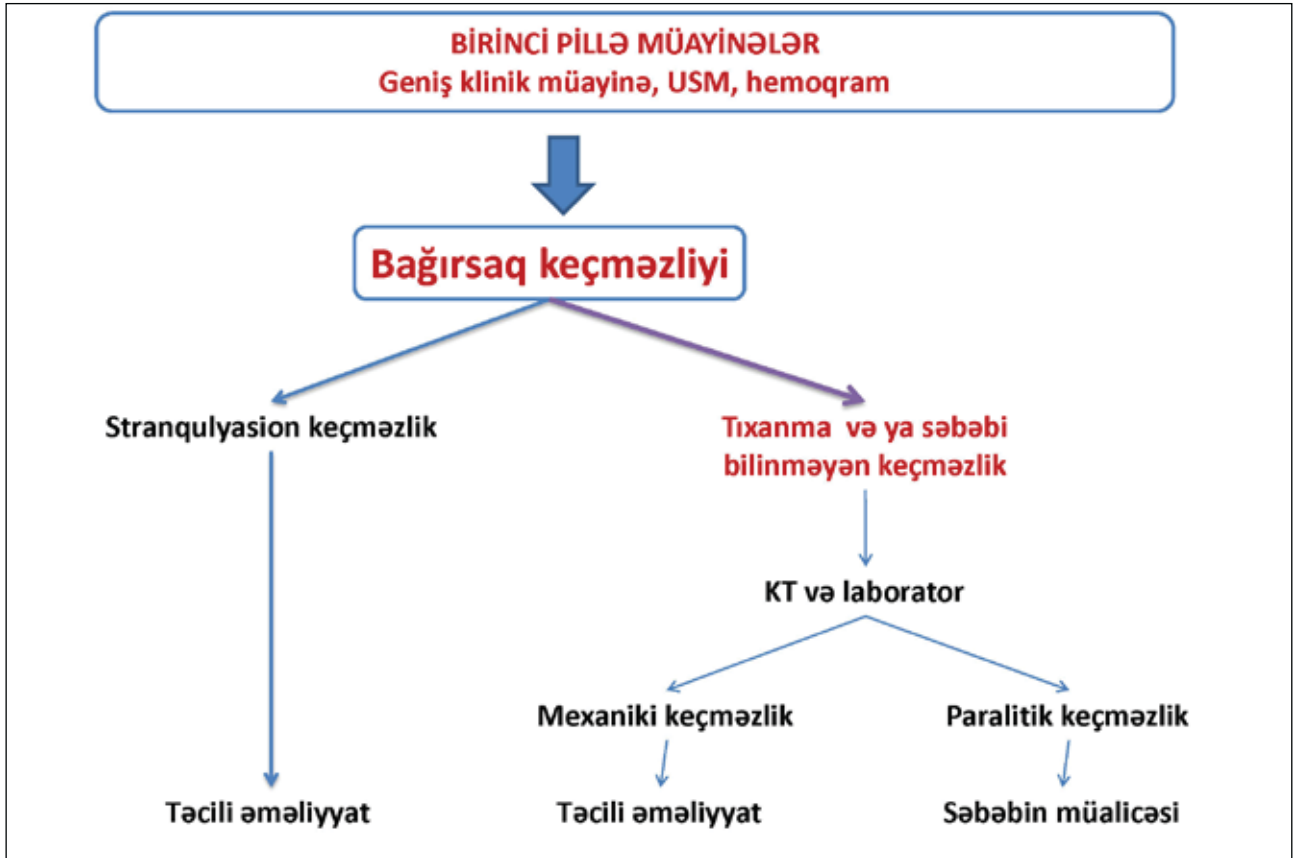 BİRİNCİ PİLLƏ MÜAYİNƏLƏR
Geniş klinik müayinə, USM, hemoqram
Bağırsaq keçməzliyi
Stranqulyasion keçməzlik
Tıxanma və ya səbəbi
bilinməyən keçməzlik
KT və laborator
Mexaniki keçməzlik
Paralitik keçməzlik
Təcili əməliyyat
Təcili əməliyyat
Səbəbin müalicəsi